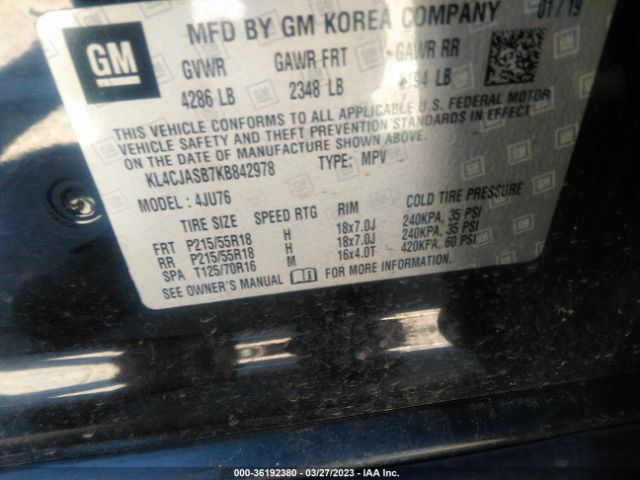 GM
MFD BY GM KOREA COMPANY 01/19
GVWR GAWR FRT GAWR RR
4286 LB 2348 LB LB
THIS VEHICLE CONFORMS TO ALL APPLICABLE U.S. FEDERAL MOTOR
VEHICLE SAFETY AND THEFT PREVENTION STANDARDS IN EFFECT
ON THE DATE OF MANUFACTURE SHOWN ABOVE.
KL4CJASB7KB842978 TYPE: MPV
MODEL: 4JU76
TIRE SIZE SPEED RTG RIM COLD TIRE PRESSURE
FRT P215/55R18 H 18x7.0J 240KPA, 35 PSI
RR P215/55R18 H 18x7.0J 240KPA, 35 PSI
SPA T125/70R16 M 16x4.0T 420KPA, 60 PSI
SEE OWNER'S MANUAL FOR MORE INFORMATION.
000-36192380 - 03/27/2023 - IAA Inc.